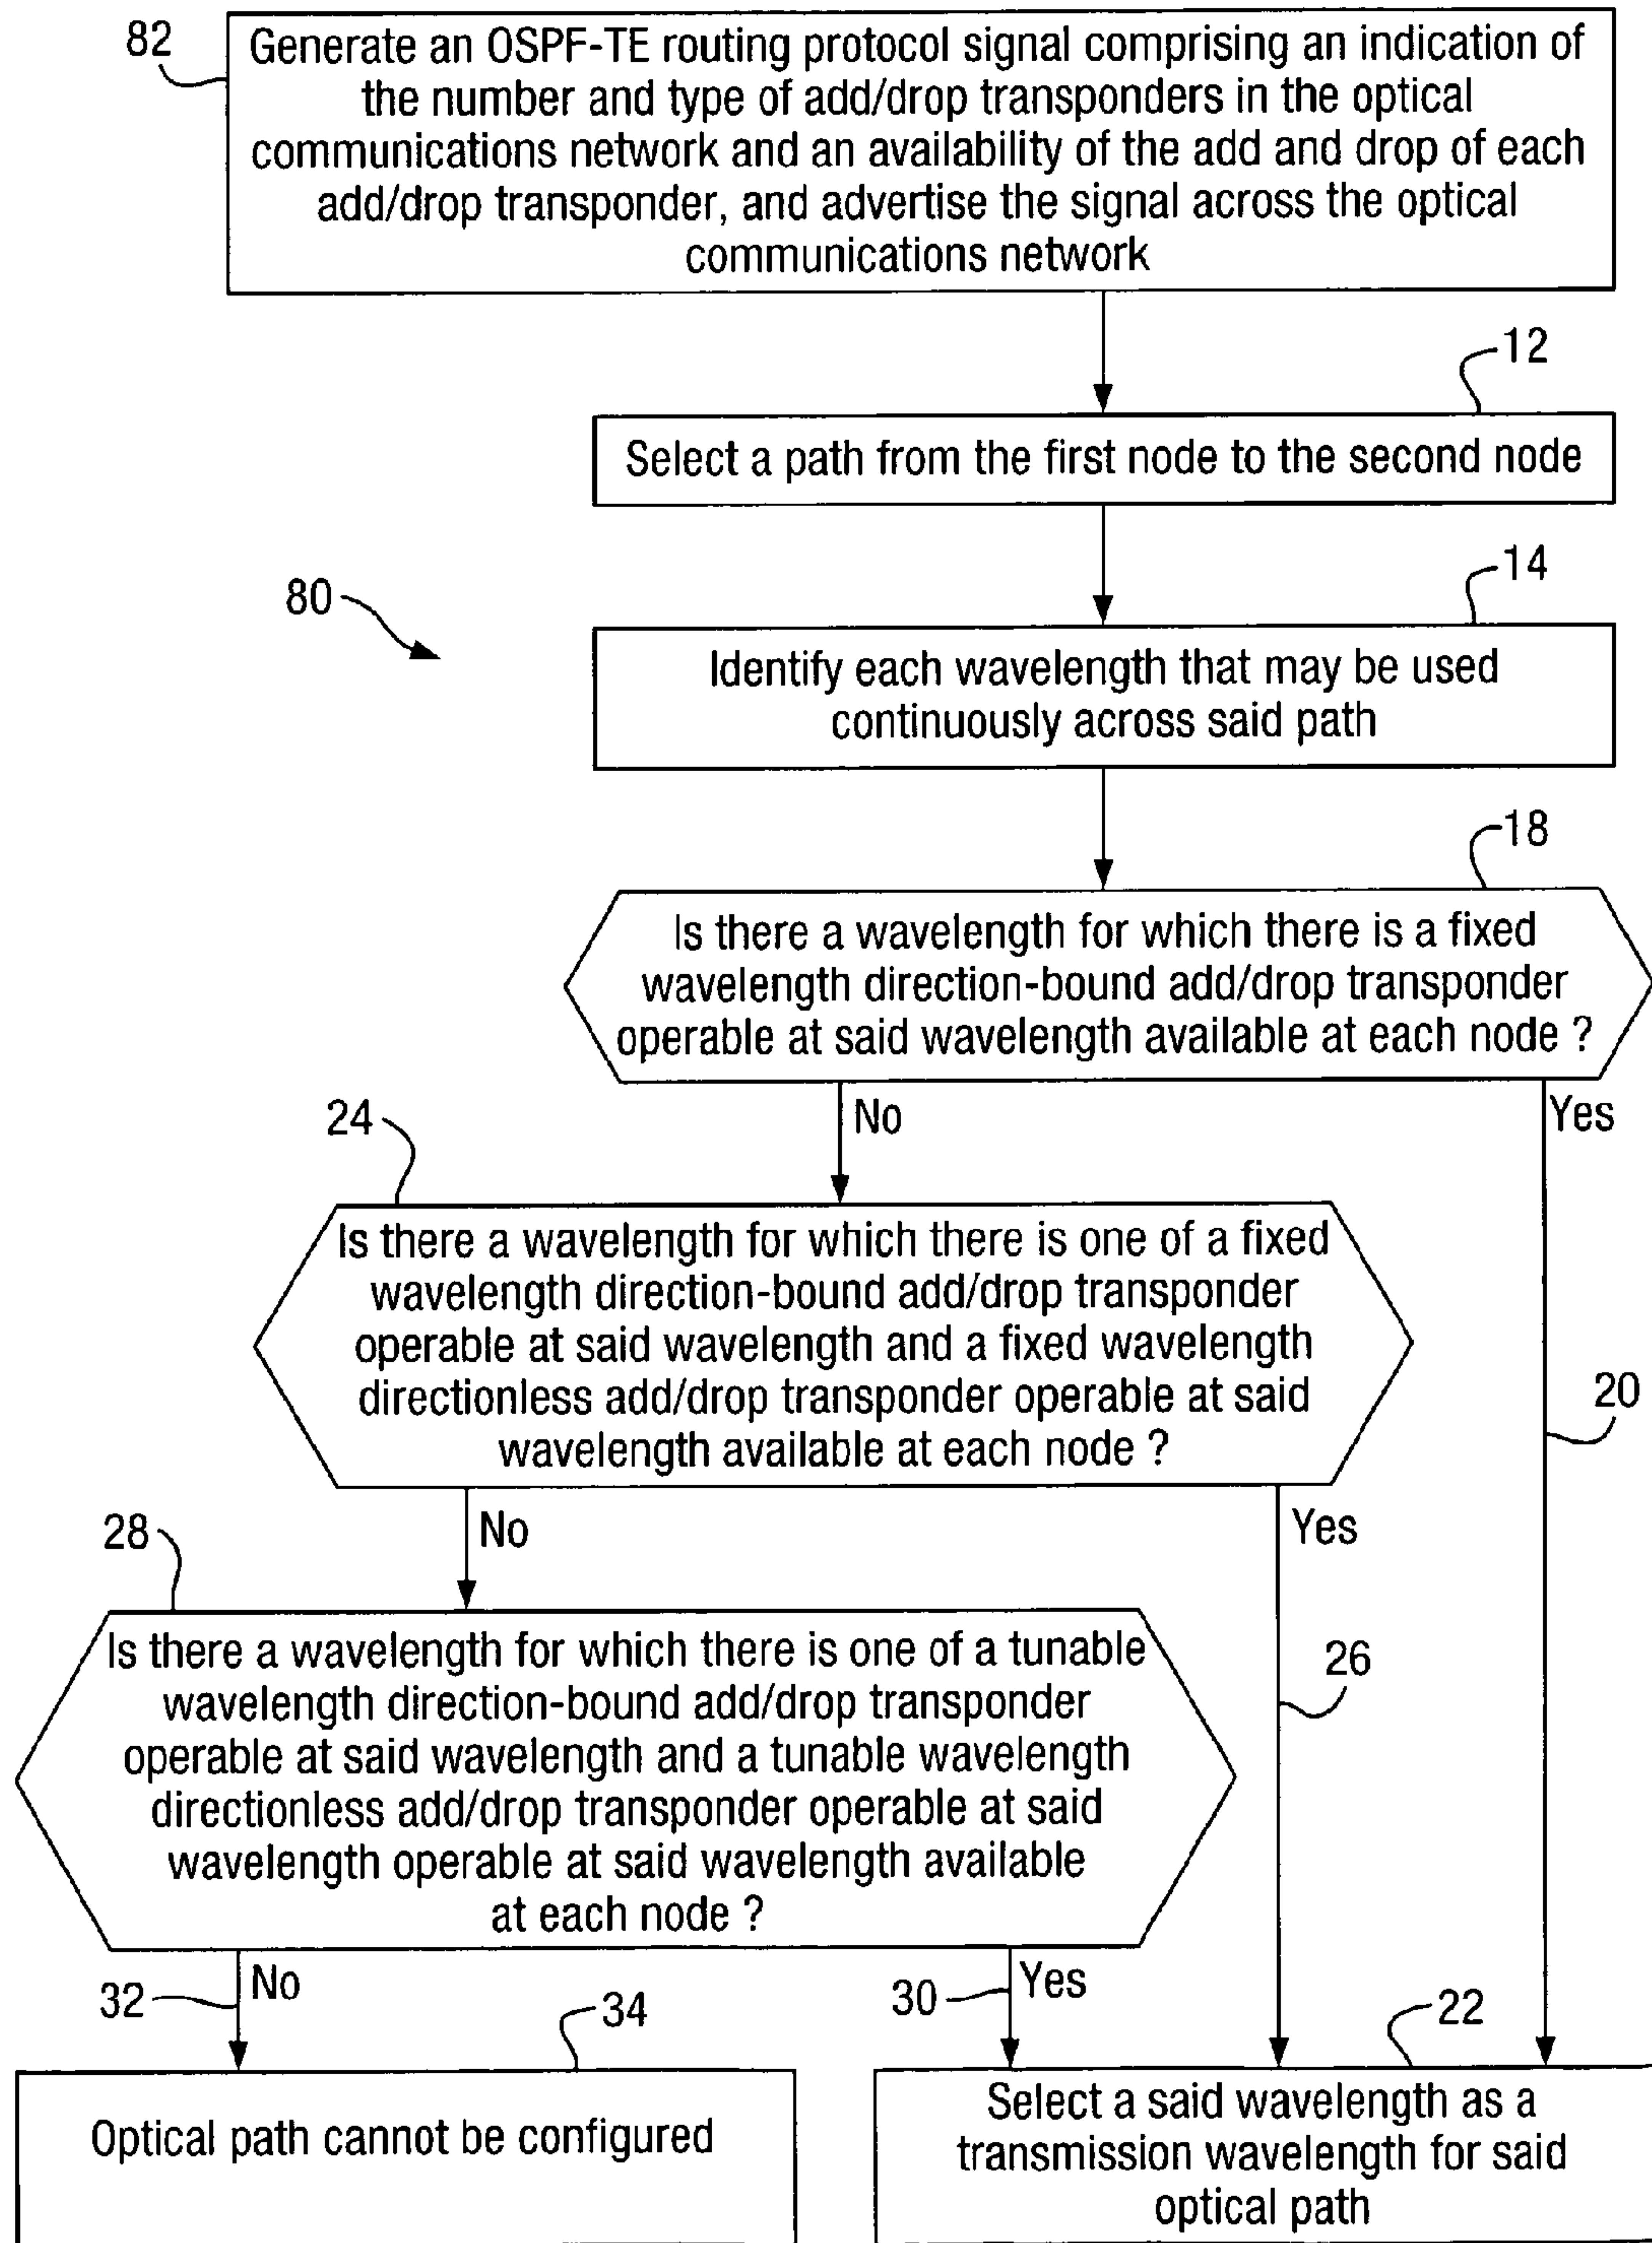 82
Generate an OSPF-TE routing protocol signal comprising an indication of
the number and type of add/drop transponders in the optical
communications network and an availability of the add and drop of each
add/drop transponder, and advertise the signal across the optical
communications network
12
Select a path from the first node to the second node
14
80
Identify each wavelength that may be used
continuously across said path
18
Is there a wavelength for which there is a fixed
wavelength direction-bound add/drop transponder
operable at said wavelength available at each node ?
No
Yes
24
Is there a wavelength for which there is one of a fixed
wavelength direction-bound add/drop transponder
operable at said wavelength and a fixed wavelength
directionless add/drop transponder operable at said
wavelength available at each node ?
20
No
Yes
28
Is there a wavelength for which there is one of a tunable
wavelength direction-bound add/drop transponder
operable at said wavelength and a tunable wavelength
directionless add/drop transponder operable at said
wavelength operable at said wavelength available
at each node ?
26
32
No
30
Yes
34
22
Optical path cannot be configured
Select a said wavelength as a
transmission wavelength for said
optical path